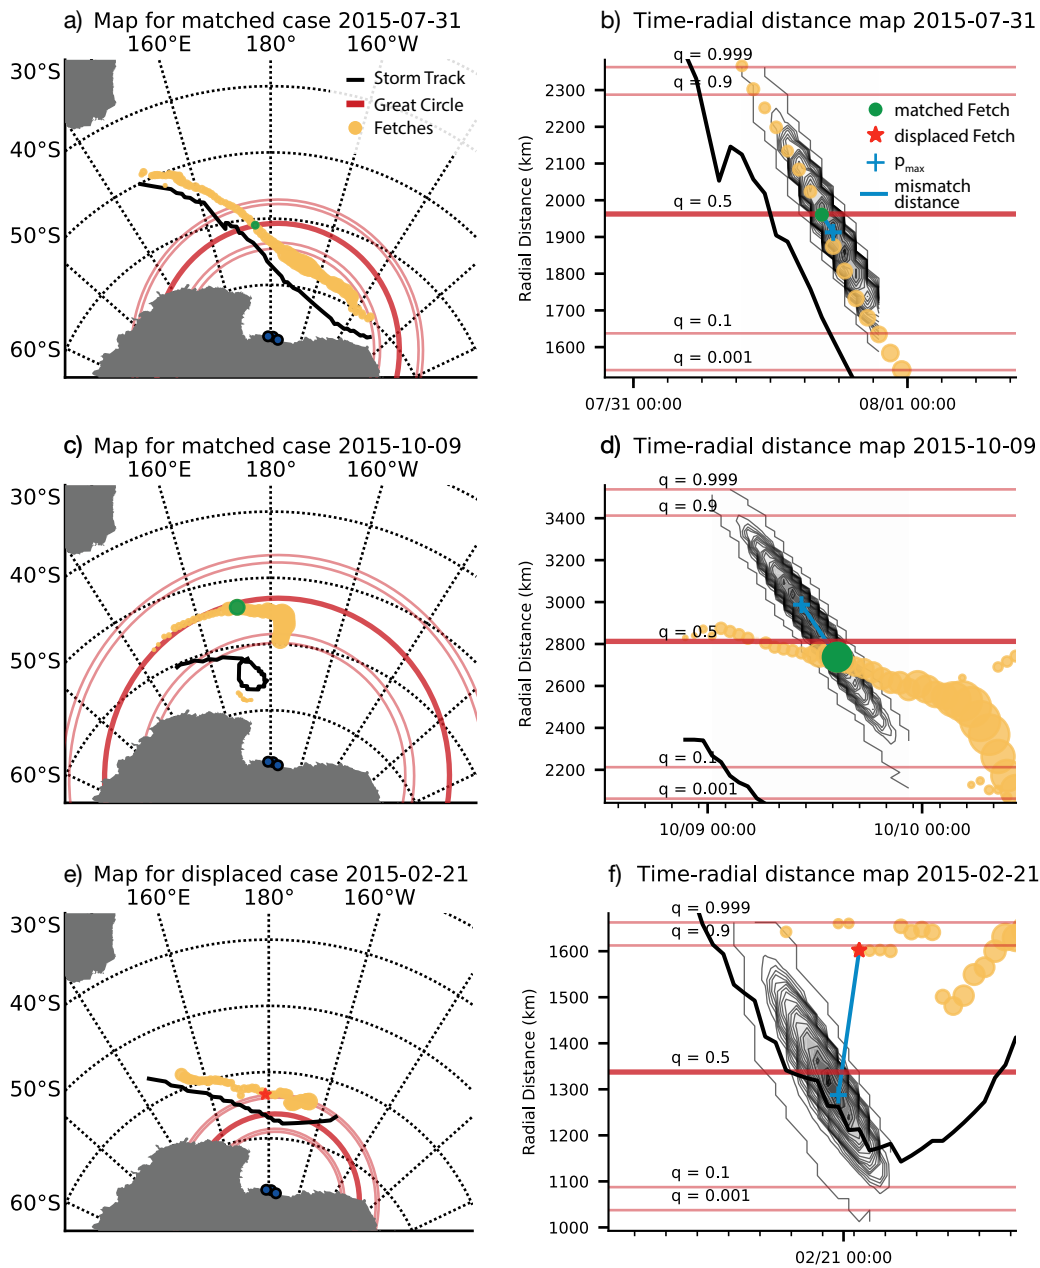 a) Map for matched case 2015-07-31
160°E 180° 160°W
30°S
40°S
50°S
60°S
Storm Track
Great Circle
Fetches
b) Time-radial distance map 2015-07-31
q = 0.999
q = 0.9
q = 0.5
q = 0.1
q = 0.001
matched Fetch
displaced Fetch
pmax
mismatch
distance
Radial Distance (km)
2300
2200
2100
2000
1900
1800
1700
1600
07/31 00:00 08/01 00:00
c) Map for matched case 2015-10-09
160°E 180° 160°W
30°S
40°S
50°S
60°S
d) Time-radial distance map 2015-10-09
q = 0.999
q = 0.9
q = 0.5
q = 0.1
q = 0.001
Radial Distance (km)
3400
3200
3000
2800
2600
2400
2200
10/09 00:00 10/10 00:00
e) Map for displaced case 2015-02-21
160°E 180° 160°W
30°S
40°S
50°S
60°S
f) Time-radial distance map 2015-02-21
q = 0.999
q = 0.9
q = 0.5
q = 0.1
q = 0.001
Radial Distance (km)
1600
1500
1400
1300
1200
1100
1000
02/21 00:00